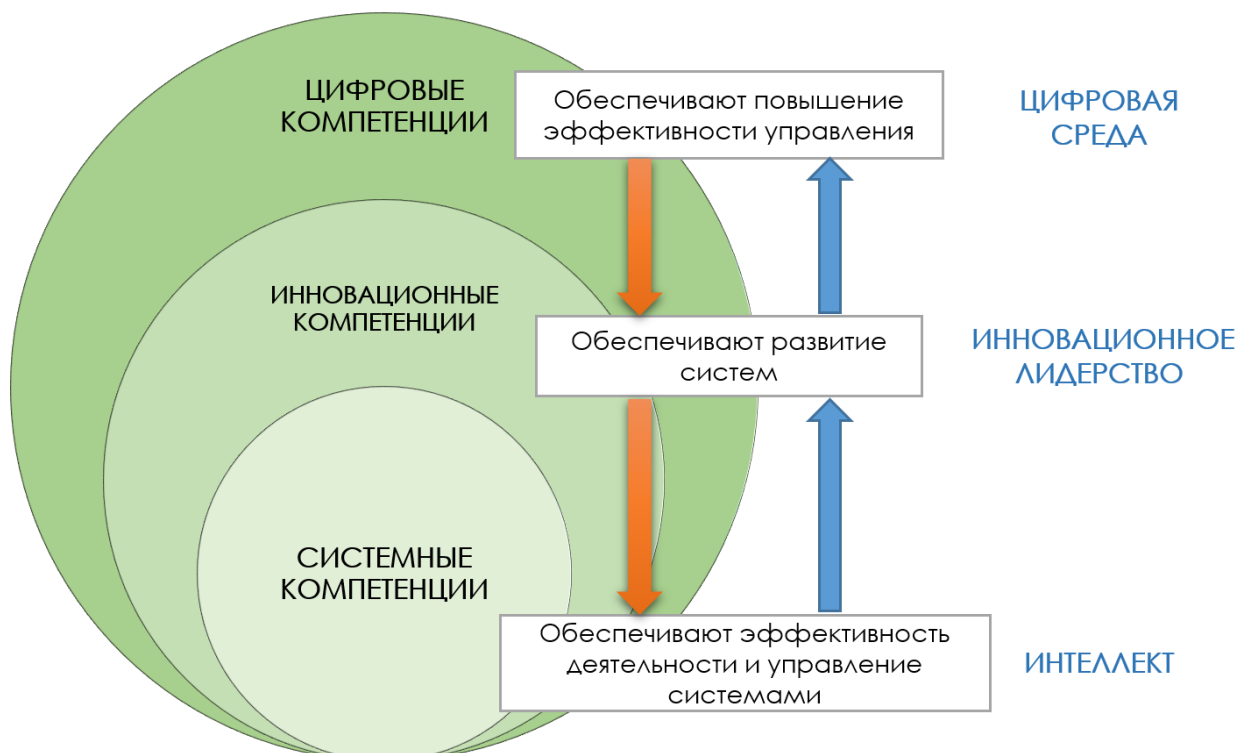 ЦИФРОВЫЕ
КОМПЕТЕНЦИИ
Обеспечивают повышение
эффективности управления
ЦИФРОВАЯ
СРЕДА
ИННОВАЦИОННЫЕ
КОМПЕТЕНЦИИ
Обеспечивают развитие
систем
ИННОВАЦИОННОЕ
ЛИДЕРСТВО
СИСТЕМНЫЕ
КОМПЕТЕНЦИИ
Обеспечивают эффективность
деятельности и управление
системами
ИНТЕЛЛЕКТ